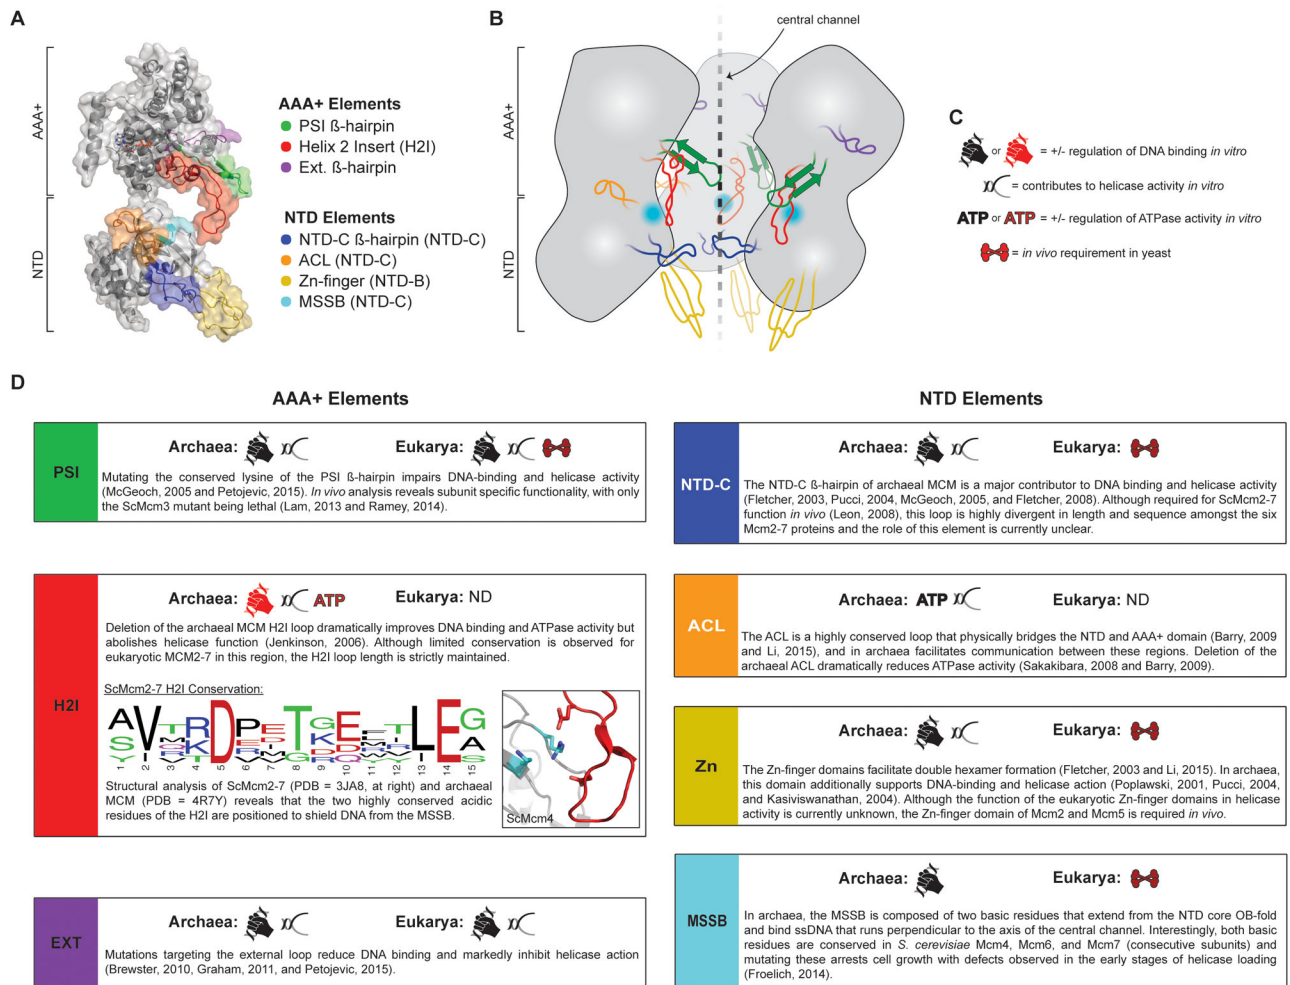 A
AAA+
NTD
AAA+ Elements
PSI ß-hairpin
Helix 2 Insert (H2I)
Ext. ß-hairpin
NTD Elements
NTD-C ß-hairpin (NTD-C)
ACL (NTD-C)
Zn-finger (NTD-B)
MSSB (NTD-C)
B
central channel
AAA+
NTD
C
or = +/- regulation of DNA binding in vitro
= contributes to helicase activity in vitro
ATP or ATP = +/- regulation of ATPase activity in vitro
= in vivo requirement in yeast
D
AAA+ Elements
PSI
Archaea: Eukarya:
Mutating the conserved lysine of the PSI ß-hairpin impairs DNA-binding and helicase activity
(McGeoch, 2005 and Petojevic, 2015). In vivo analysis reveals subunit specific functionality, with only
the ScMcm3 mutant being lethal (Lam, 2013 and Ramey, 2014).
H2I
Archaea: ATP Eukarya: ND
Deletion of the archaeal MCM H2I loop dramatically improves DNA binding and ATPase activity but
abolishes helicase function (Jenkinson, 2006). Although limited conservation is observed for
eukaryotic MCM2-7 in this region, the H2I loop length is strictly maintained.
ScMcm2-7 H2I Conservation:
1 2 3 4 5 6 7 8 9 10 11 12 13 14 15
Structural analysis of ScMcm2-7 (PDB = 3JA8, at right) and archaeal
MCM (PDB = 4R7Y) reveals that the two highly conserved acidic
residues of the H2I are positioned to shield DNA from the MSSB.
ScMcm4
EXT
Archaea: Eukarya:
Mutations targeting the external loop reduce DNA binding and markedly inhibit helicase action
(Brewster, 2010, Graham, 2011, and Petojevic, 2015).
NTD Elements
NTD-C
Archaea: Eukarya:
The NTD-C ß-hairpin of archaeal MCM is a major contributor to DNA binding and helicase activity
(Fletcher, 2003, Pucci, 2004, McGeoch, 2005, and Fletcher, 2008). Although required for ScMcm2-7
function in vivo (Leon, 2008), this loop is highly divergent in length and sequence amongst the six
Mcm2-7 proteins and the role of this element is currently unclear.
ACL
Archaea: ATP Eukarya: ND
The ACL is a highly conserved loop that physically bridges the NTD and AAA+ domain (Barry, 2009
and Li, 2015), and in archaea facilitates communication between these regions. Deletion of the
archaeal ACL dramatically reduces ATPase activity (Sakakibara, 2008 and Barry, 2009).
Zn
Archaea: Eukarya:
The Zn-finger domains facilitate double hexamer formation (Fletcher, 2003 and Li, 2015). In archaea,
this domain additionally supports DNA-binding and helicase action (Poplawski, 2001, Pucci, 2004,
and Kasiviswanathan, 2004). Although the function of the eukaryotic Zn-finger domains in helicase
activity is currently unknown, the Zn-finger domain of Mcm2 and Mcm5 is required in vivo.
MSSB
Archaea: Eukarya:
In archaea, the MSSB is composed of two basic residues that extend from the NTD core OB-fold
and bind ssDNA that runs perpendicular to the axis of the central channel. Interestingly, both basic
residues are conserved in S. cerevisiae Mcm4, Mcm6, and Mcm7 (consecutive subunits) and
mutating these arrests cell growth with defects observed in the early stages of helicase loading
(Froelich, 2014).